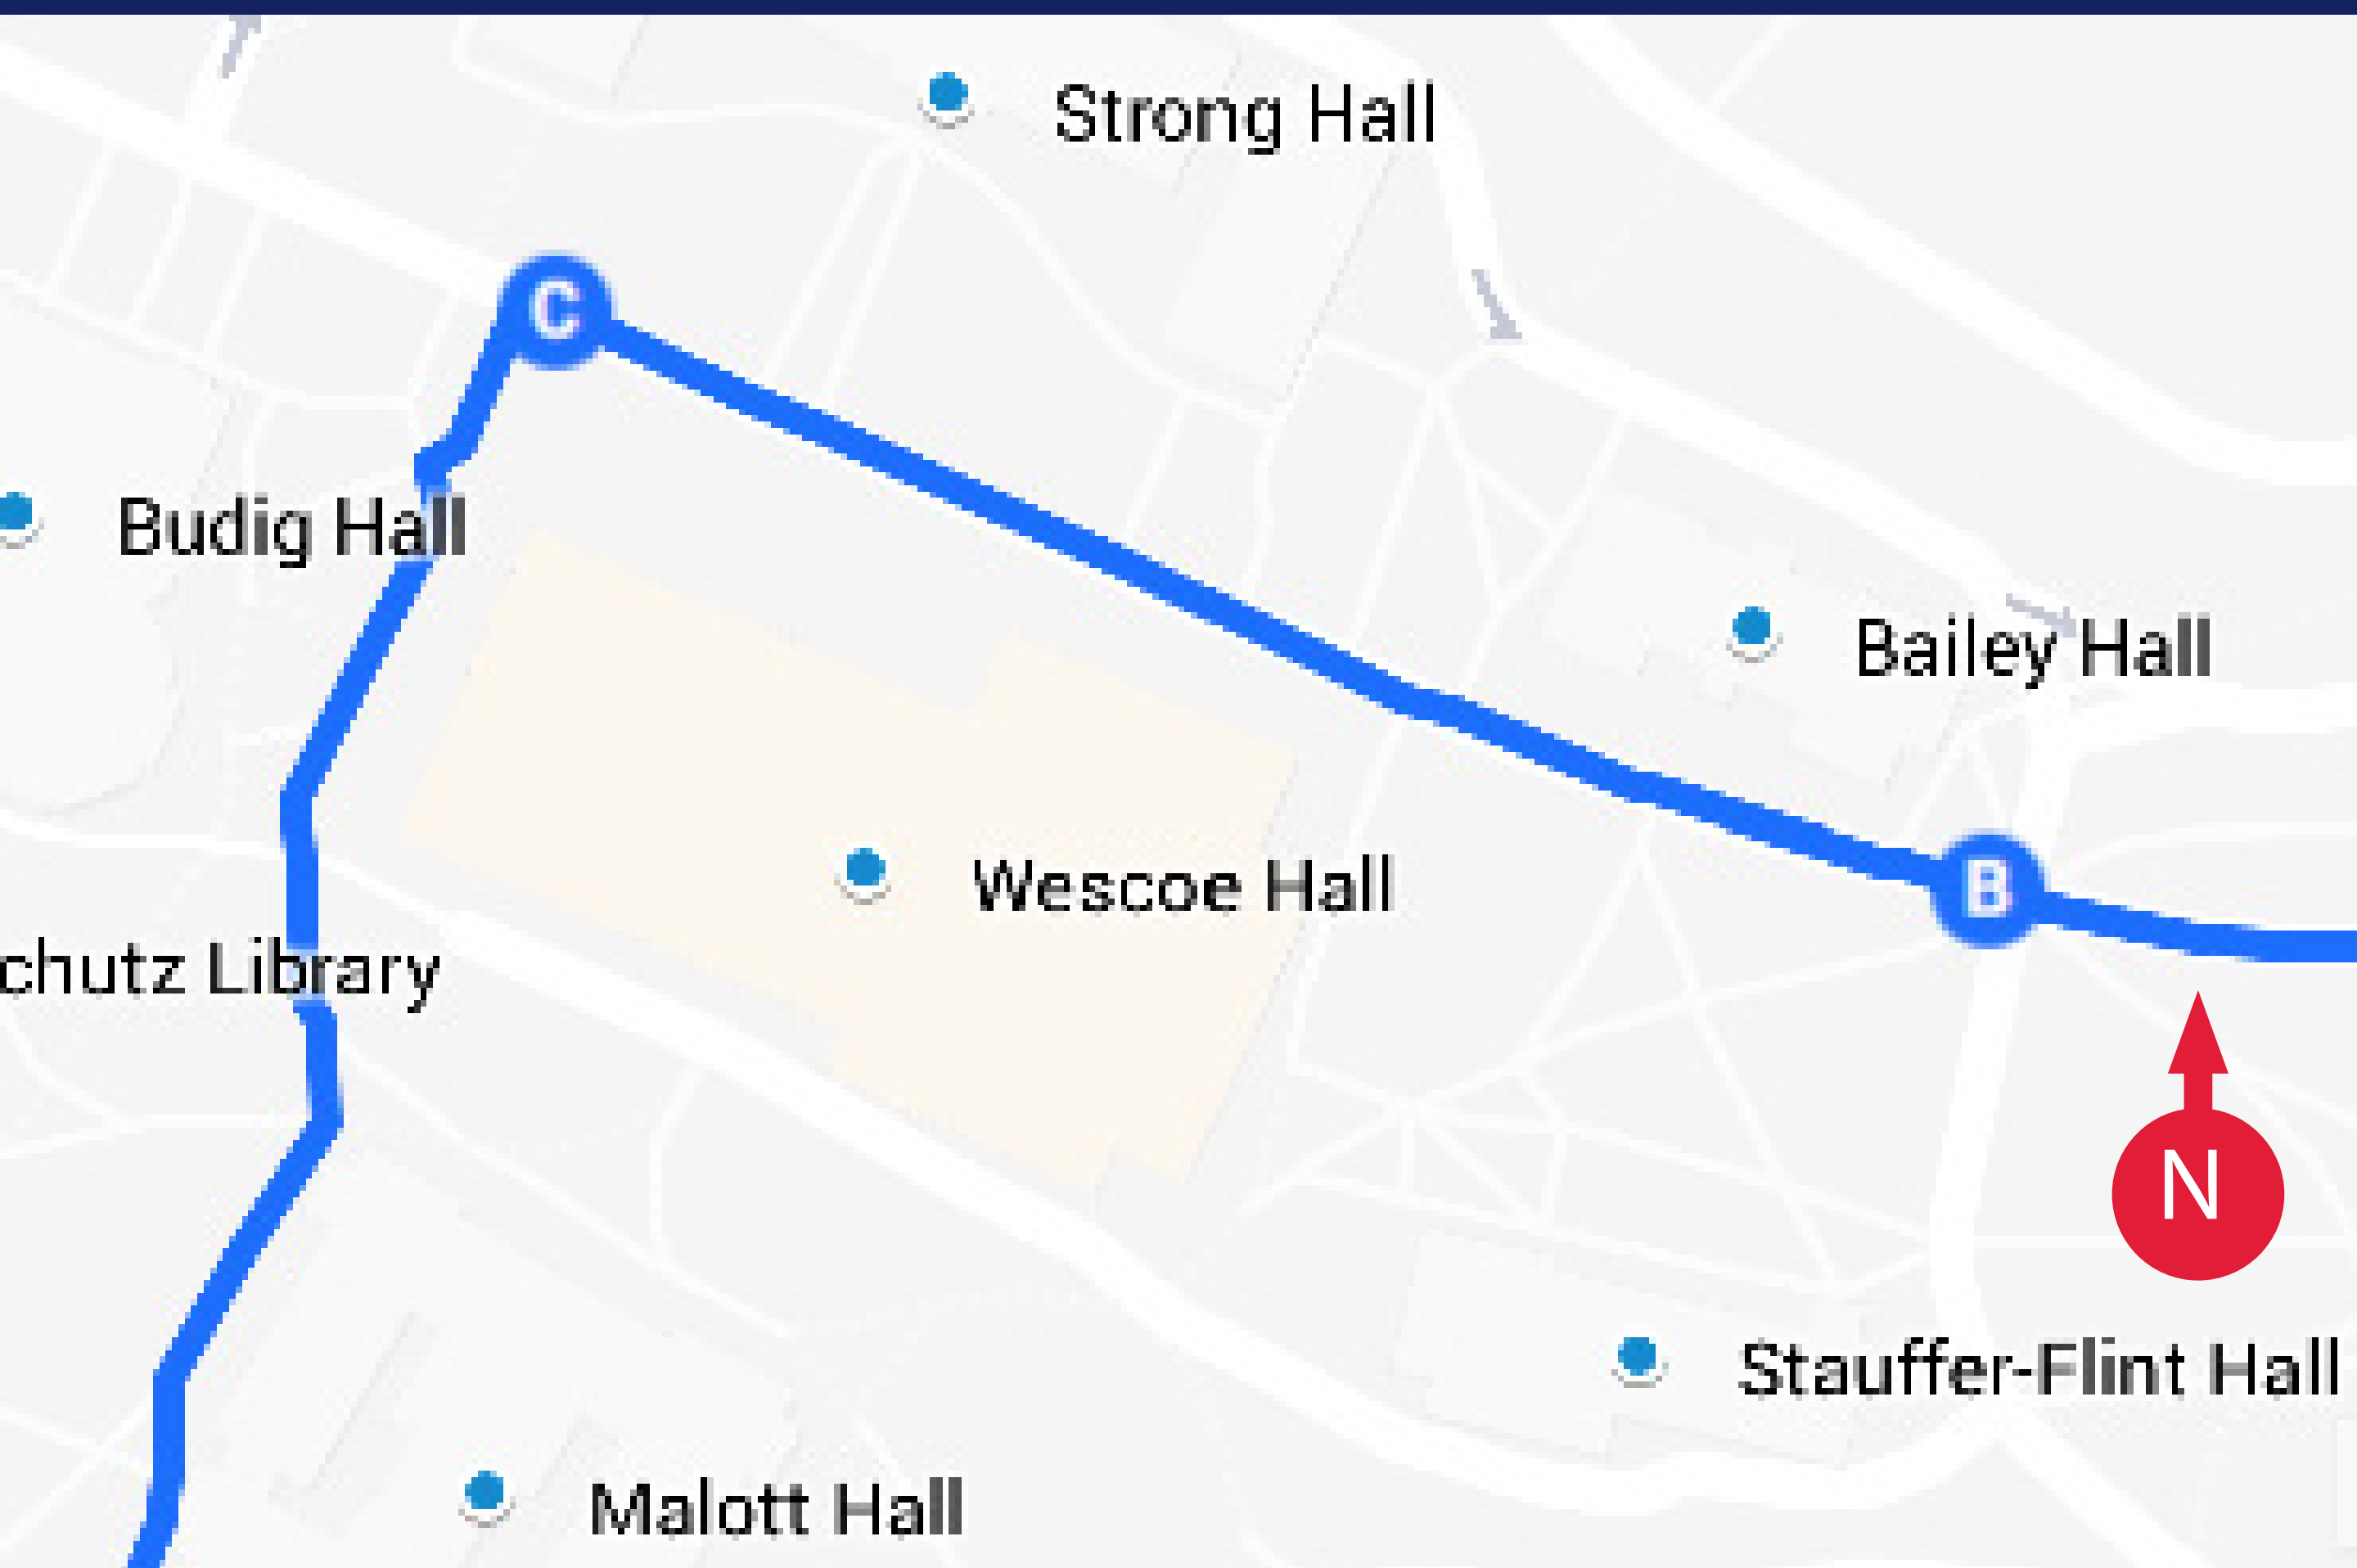 Strong Hall
C
Budig Hall
Bailey Hall
Wescoe Hall
B
chutz Library
N
Stauffer-Flint Hall
Malott Hall